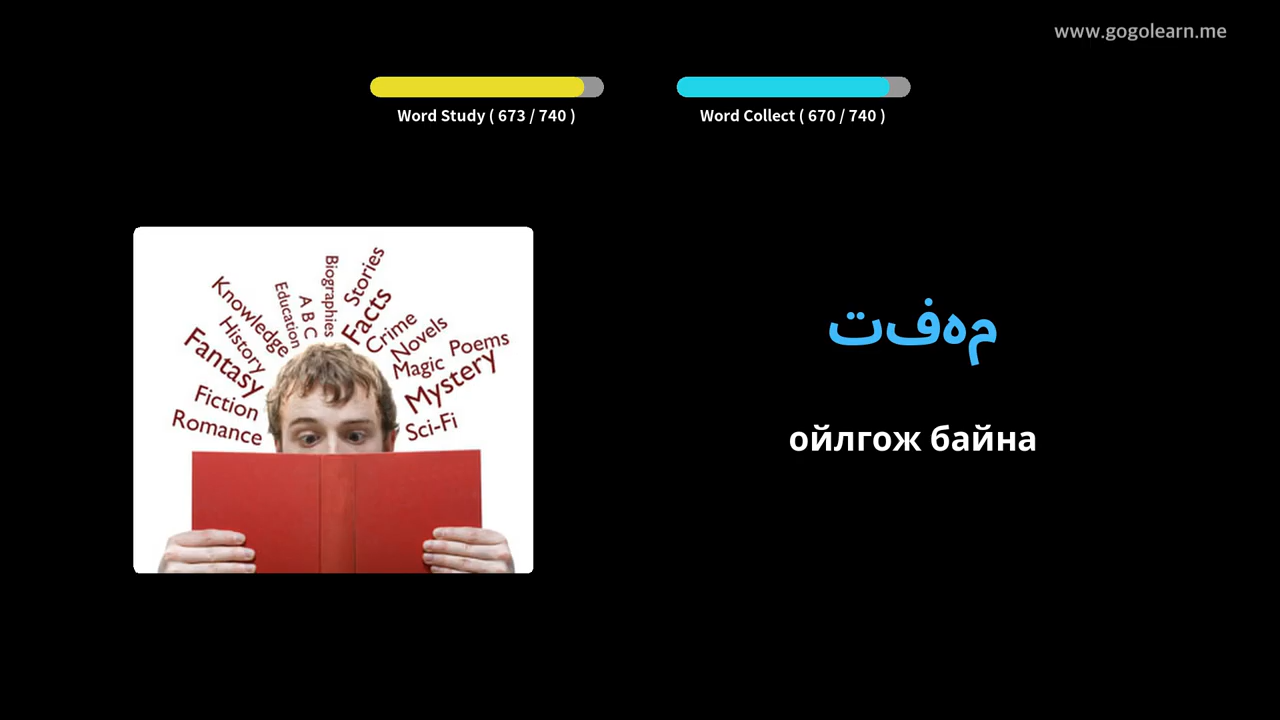 www.gogolearn.me
Word Study ( 673 / 740 )
Word Collect ( 670 / 740 )
Knowledge
History
Fantasy
Fiction
Romance
Education
A B C
Biographies
Stories
Facts
Crime
Novels
Magic
Poems
Mystery
Sci-Fi
مهفت
ойлгож байна